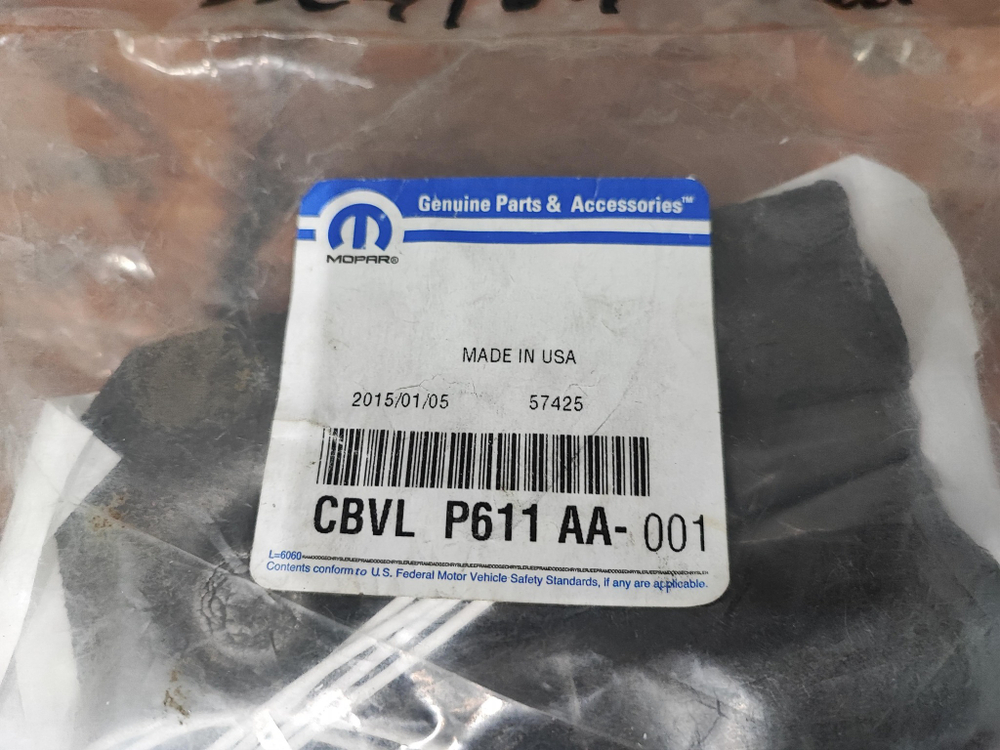 Genuine Parts & Accessories™
MOPAR®
MADE IN USA
2015/01/05 57425
CBVL P611 AA- 001
L=6060
Contents conform to U.S. Federal Motor Vehicle Safety Standards, if any are applicable.